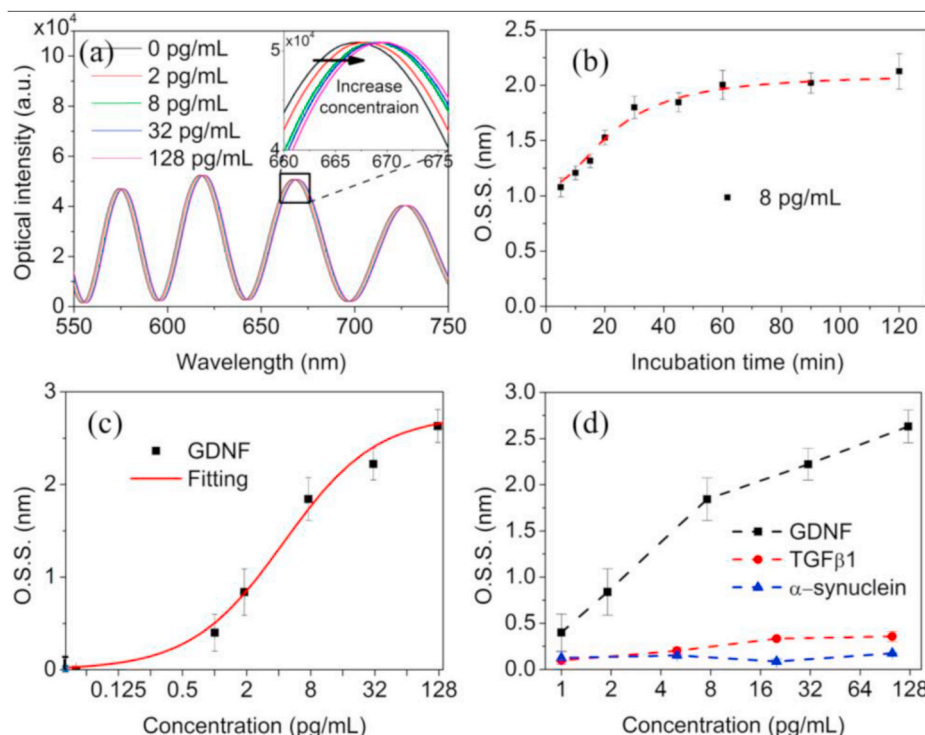 x10⁴
10
8
6
4
2
0
550
600
650
700
750
Optical intensity (a.u.)
Wavelength (nm)
(a)
0 pg/mL
2 pg/mL
8 pg/mL
32 pg/mL
128 pg/mL
x10⁴
5
4
660
665
670
675
Increase
concentraion
(b)
2.5
2.0
1.5
1.0
0.5
0.0
0
20
40
60
80
100
120
O.S.S. (nm)
Incubation time (min)
8 pg/mL
(c)
3
2
1
0
0.125
0.5
2
8
32
128
O.S.S. (nm)
Concentration (pg/mL)
GDNF
Fitting
(d)
3.0
2.5
2.0
1.5
1.0
0.5
0.0
1
2
4
8
16
32
64
128
O.S.S. (nm)
Concentration (pg/mL)
GDNF
TGFβ1
α−synuclein